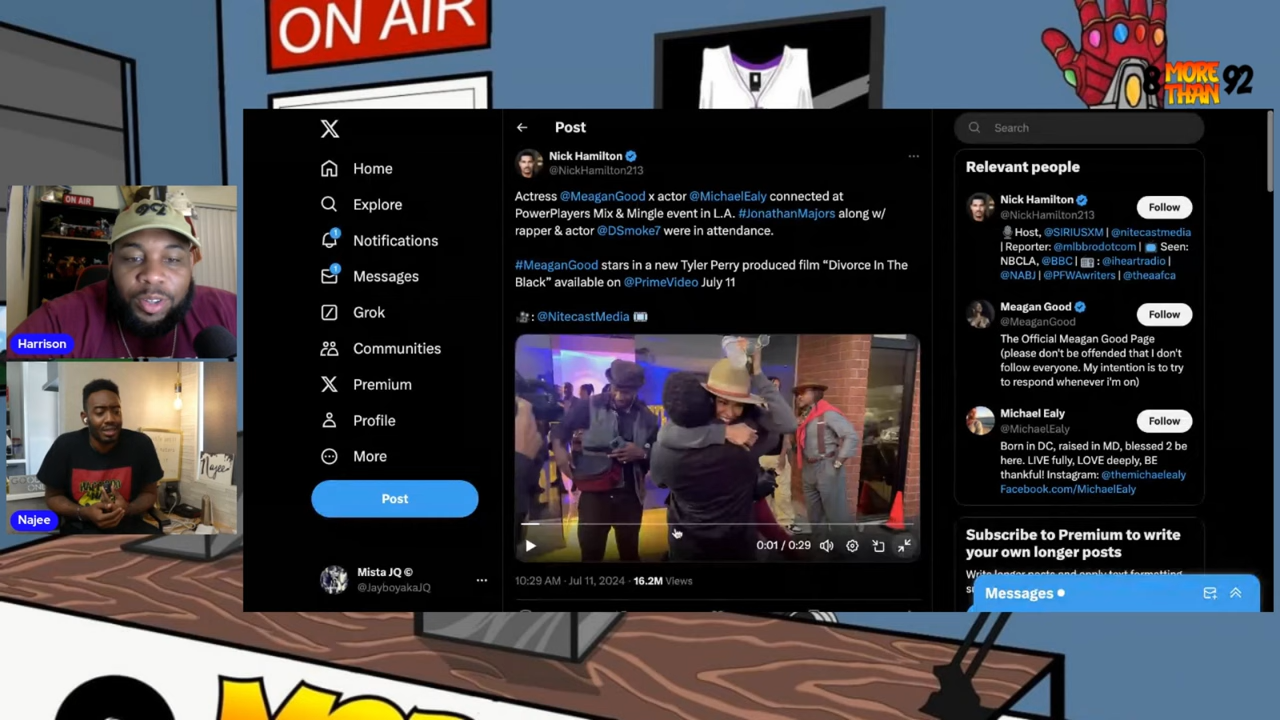 ON AIR
8 MORE THAN 92
ON AIR
Harrison
Najee
Najee
X
Home
Explore
1
Notifications
1
Messages
Grok
Communities
Premium
Profile
More
Post
Mista JQ ©
@JayboyakaJQ
Post
Nick Hamilton
@NickHamilton213
Actress @MeaganGood x actor @MichaelEaly connected at
PowerPlayers Mix & Mingle event in L.A. #JonathanMajors along w/
rapper & actor @DSmoke7 were in attendance.
#MeaganGood stars in a new Tyler Perry produced film “Divorce In The
Black” available on @PrimeVideo July 11
: @NitecastMedia
0:01 / 0:29
10:29 AM · Jul 11, 2024 · 16.2M Views
Search
Relevant people
Nick Hamilton
@NickHamilton213
Follow
Host, @SIRIUSXM | @nitecastmedia
| Reporter: @mlbbrodotcom | Seen:
NBCLA, @BBC | : @iheartradio |
@NABJ | @PFWAwriters | @theaafca
Meagan Good
@MeaganGood
Follow
The Official Meagan Good Page
(please don't be offended that I don't
follow everyone. My intention is to try
to respond whenever i'm on)
Michael Ealy
@MichaelEaly
Follow
Born in DC, raised in MD, blessed 2 be
here. LIVE fully, LOVE deeply, BE
thankful! Instagram: @themichaelealy
Facebook.com/MichaelEaly
Subscribe to Premium to write
your own longer posts
Messages